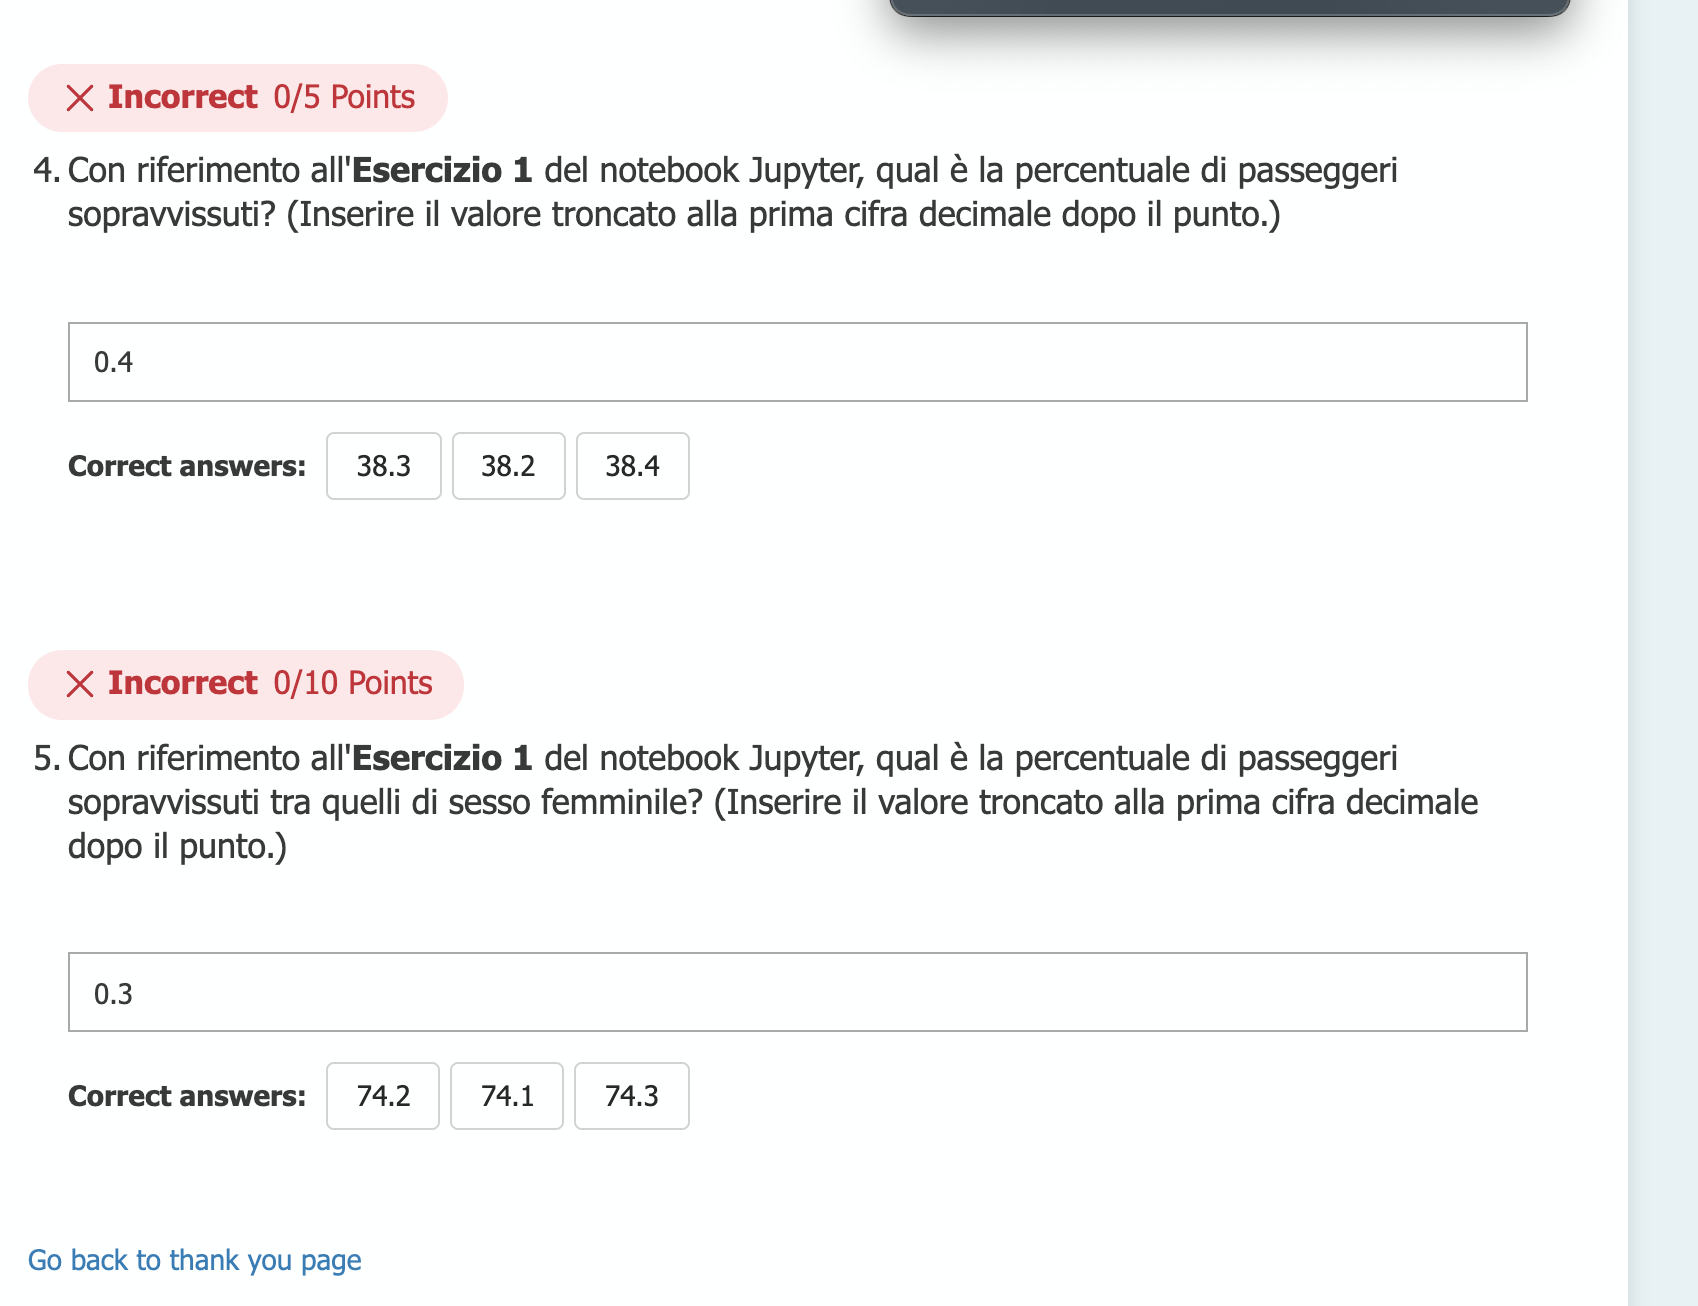 Incorrect 0/5 Points
4. Con riferimento all'Esercizio 1 del notebook Jupyter, qual è la percentuale di passeggeri
sopravvissuti? (Inserire il valore troncato alla prima cifra decimale dopo il punto.)
0.4
Correct answers: 38.3 38.2 38.4
Incorrect 0/10 Points
5. Con riferimento all'Esercizio 1 del notebook Jupyter, qual è la percentuale di passeggeri
sopravvissuti tra quelli di sesso femminile? (Inserire il valore troncato alla prima cifra decimale
dopo il punto.)
0.3
Correct answers: 74.2 74.1 74.3
Go back to thank you page